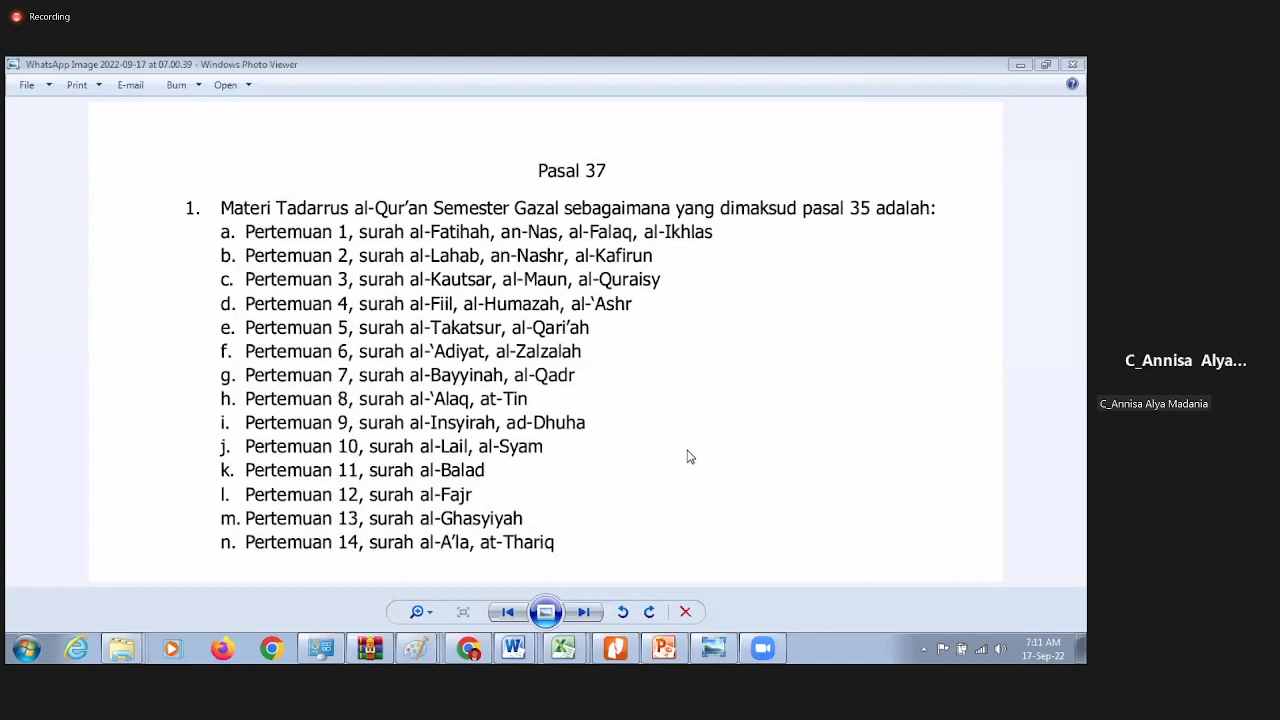 Recording
WhatsApp Image 2022-09-17 at 07.00.39 - Windows Photo Viewer
File Print E-mail Burn Open
Pasal 37
1. Materi Tadarrus al-Qur’an Semester Gazal sebagaimana yang dimaksud pasal 35 adalah:
a. Pertemuan 1, surah al-Fatihah, an-Nas, al-Falaq, al-Ikhlas
b. Pertemuan 2, surah al-Lahab, an-Nashr, al-Kafirun
c. Pertemuan 3, surah al-Kautsar, al-Maun, al-Quraisy
d. Pertemuan 4, surah al-Fiil, al-Humazah, al-‘Ashr
e. Pertemuan 5, surah al-Takatsur, al-Qari’ah
f. Pertemuan 6, surah al-‘Adiyat, al-Zalzalah
g. Pertemuan 7, surah al-Bayyinah, al-Qadr
h. Pertemuan 8, surah al-‘Alaq, at-Tin
i. Pertemuan 9, surah al-Insyirah, ad-Dhuha
j. Pertemuan 10, surah al-Lail, al-Syam
k. Pertemuan 11, surah al-Balad
l. Pertemuan 12, surah al-Fajr
m. Pertemuan 13, surah al-Ghasyiyah
n. Pertemuan 14, surah al-A’la, at-Thariq
C_Annisa Alya...
C_Annisa Alya Madania
7:11 AM
17-Sep-22